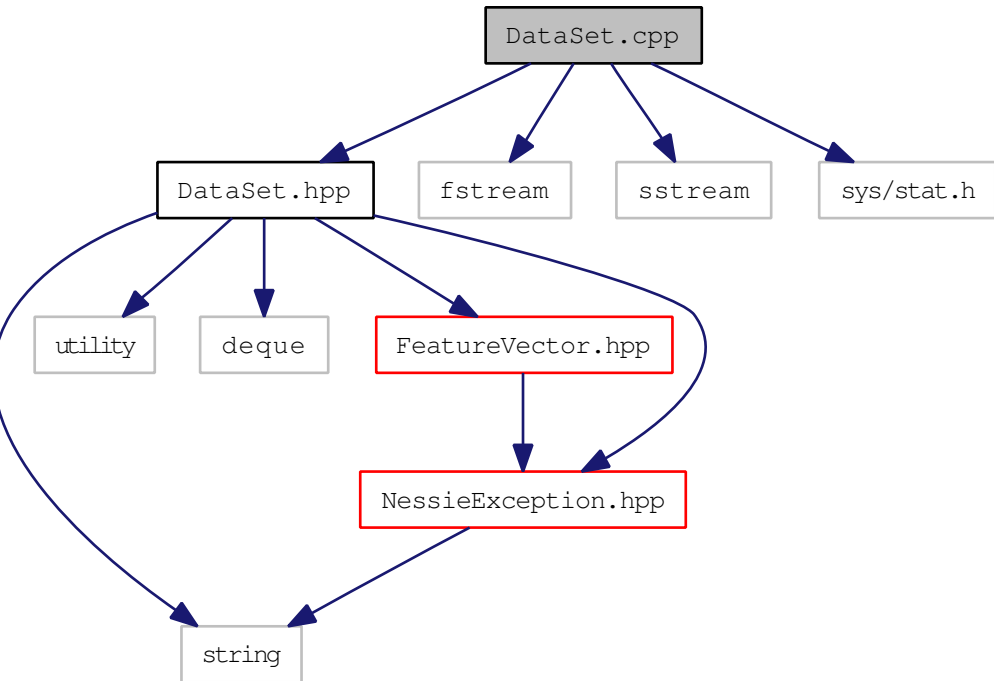 DataSet.cpp
DataSet.hpp
fstream
sstream
sys/stat.h
utility
deque
FeatureVector.hpp
NessieException.hpp
string